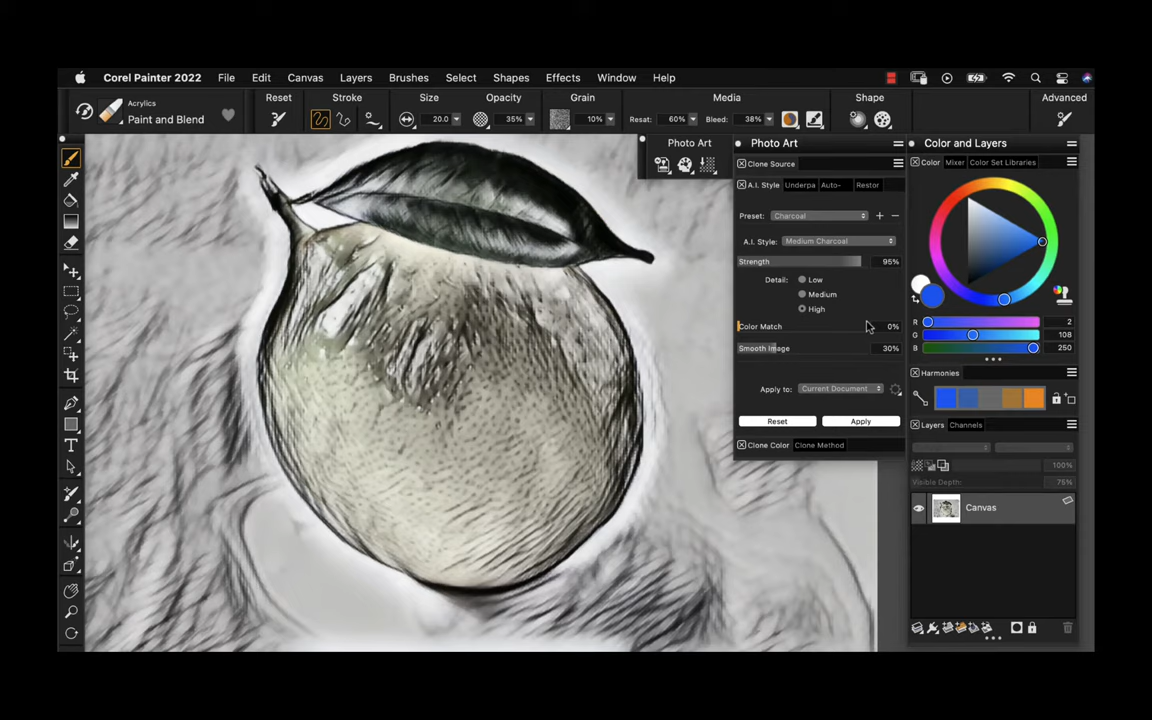 Corel Painter 2022 File Edit Canvas Layers Brushes Select Shapes Effects Window Help
Acrylics
Paint and Blend
Reset Stroke Size Opacity Grain Media Shape Advanced
20.0 35% 10% Resat: 60% Bleed: 38%
Photo Art
Photo Art
Clone Source
A.I. Style Underpa Auto- Restor
Preset: Charcoal
A.I. Style: Medium Charcoal
Strength 95%
Detail: Low
Medium
High
Color Match 0%
Smooth Image 30%
Apply to: Current Document
Reset Apply
Clone Color Clone Method
Color and Layers
Color Mixer Color Set Libraries
R 2
G 108
B 250
Harmonies
Layers Channels
100%
Visible Depth: 75%
Canvas